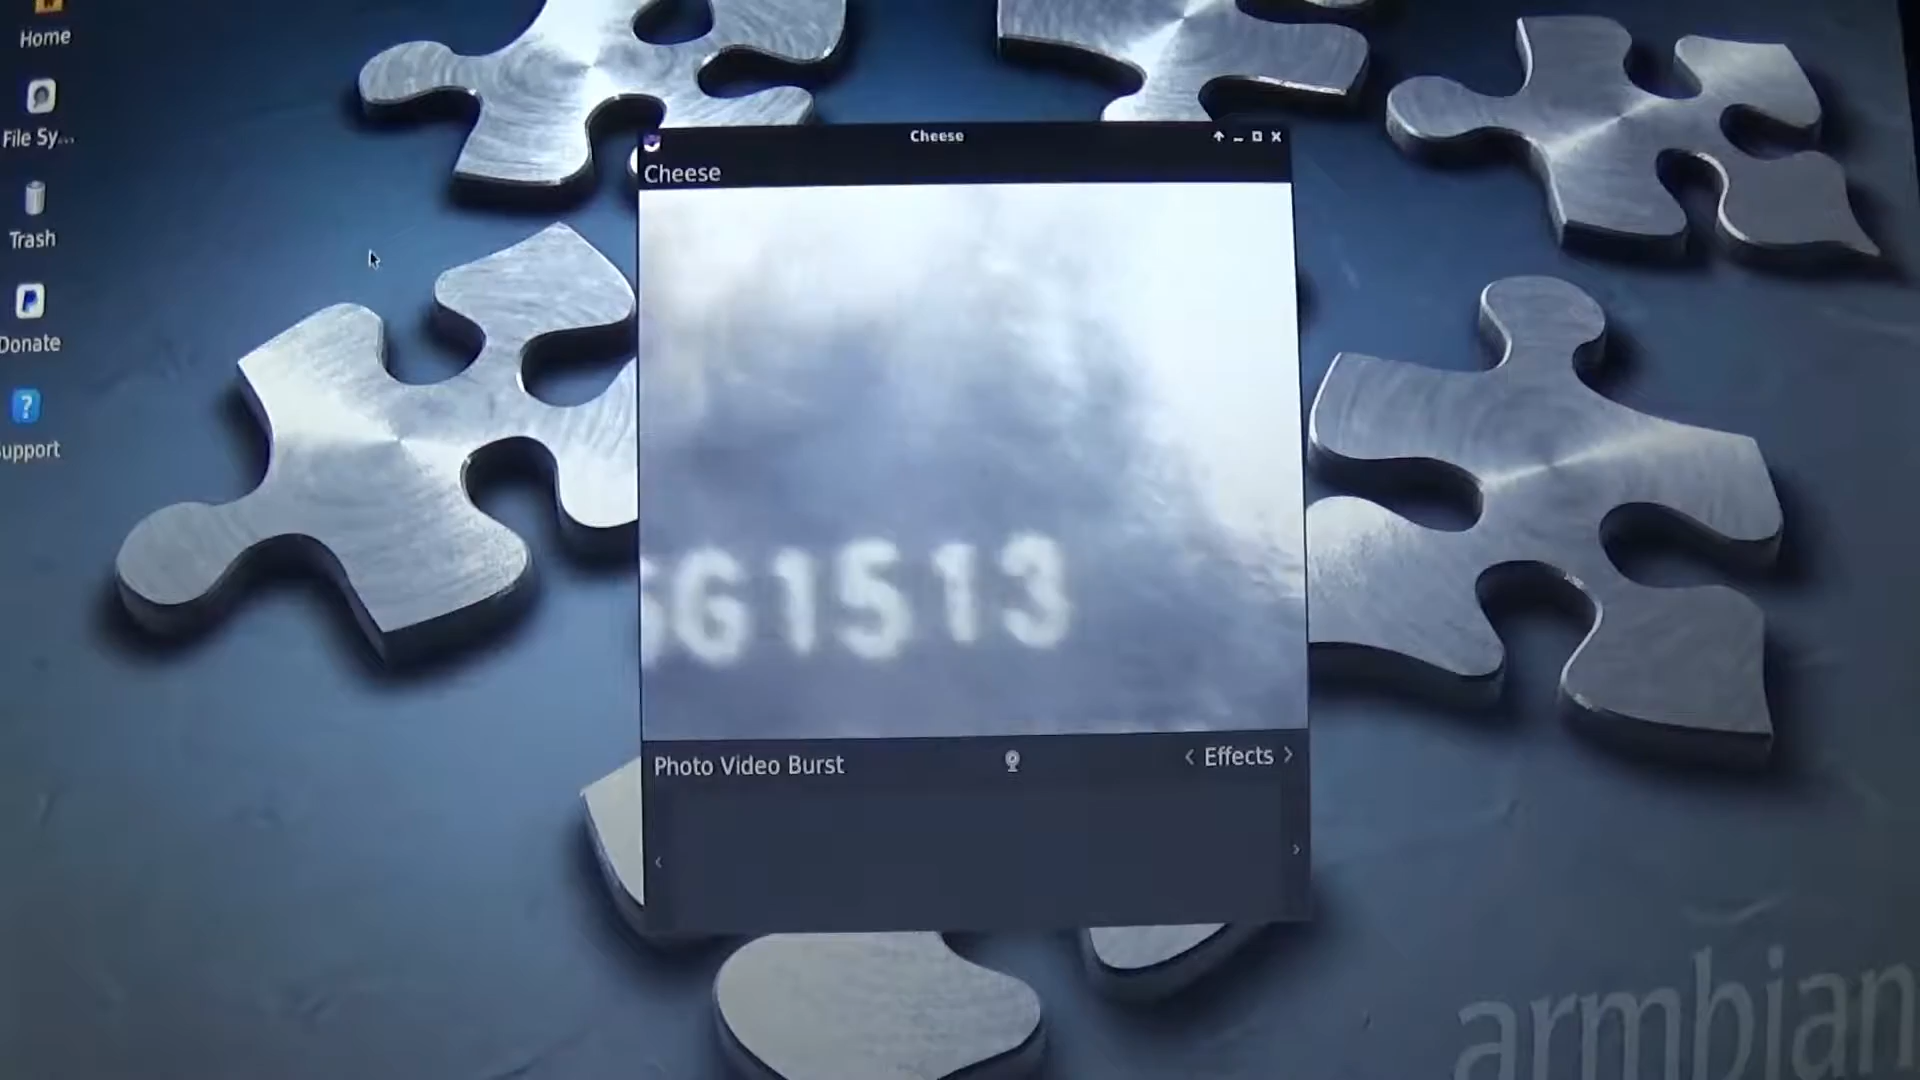 Home
File Sy...
Trash
Donate
upport
Cheese
Cheese
G1513
Photo Video Burst
< Effects >
armbian